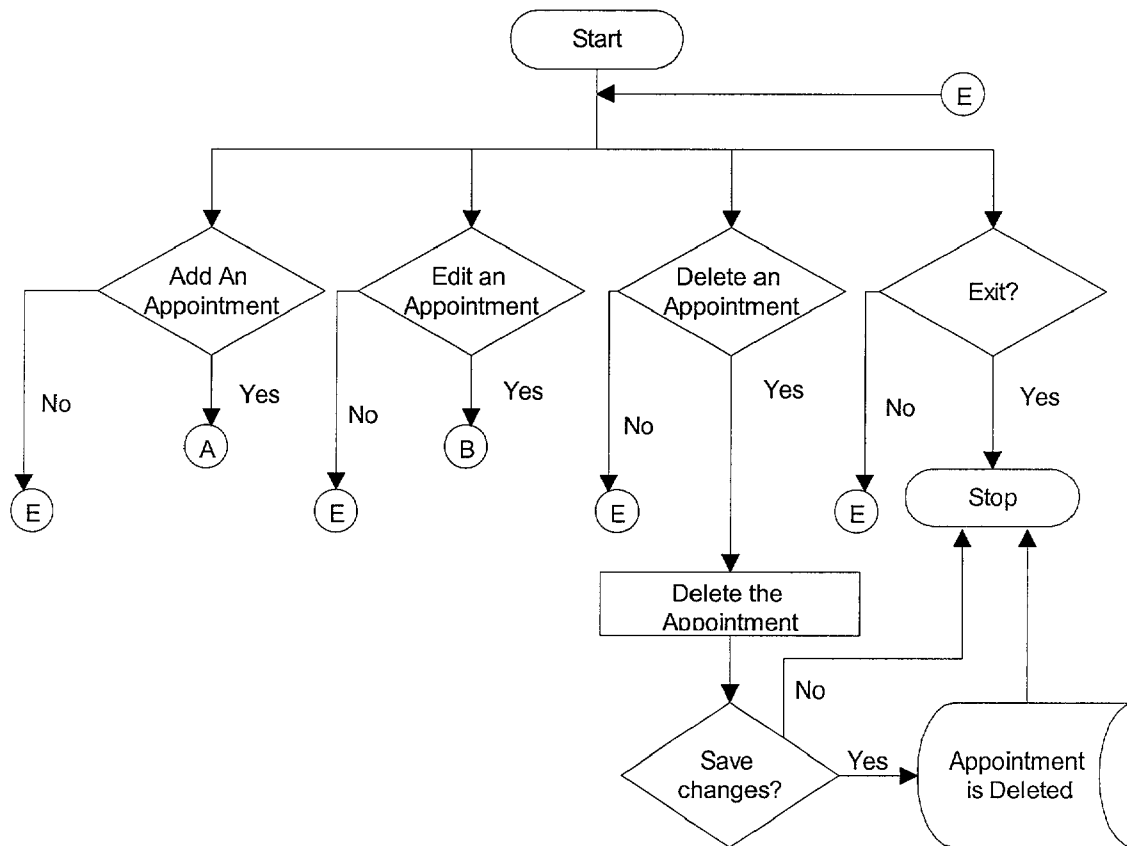 Start
E
Add An
Appointment
Edit an
Appointment
Delete an
Appointment
Exit?
No
Yes
No
Yes
No
Yes
No
Yes
A
B
E
E
E
E
Stop
Delete the
Appointment
No
Save
changes?
Yes
Appointment
is Deleted